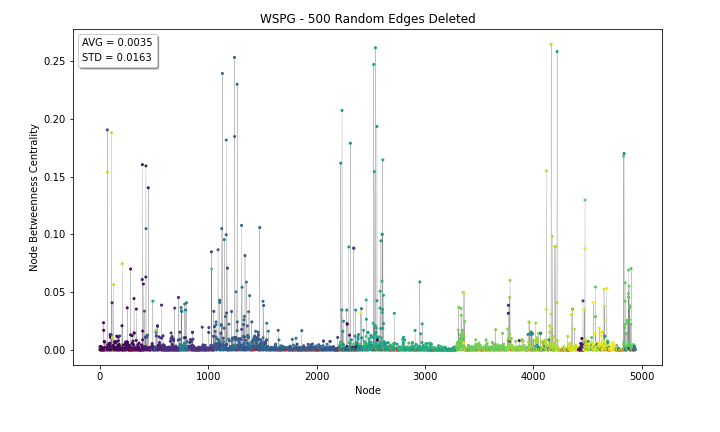 WSPG - 500 Random Edges Deleted
AVG = 0.0035
STD = 0.0163
Node Betweenness Centrality
0.25
0.20
0.15
0.10
0.05
0.00
0 1000 2000 3000 4000 5000
Node